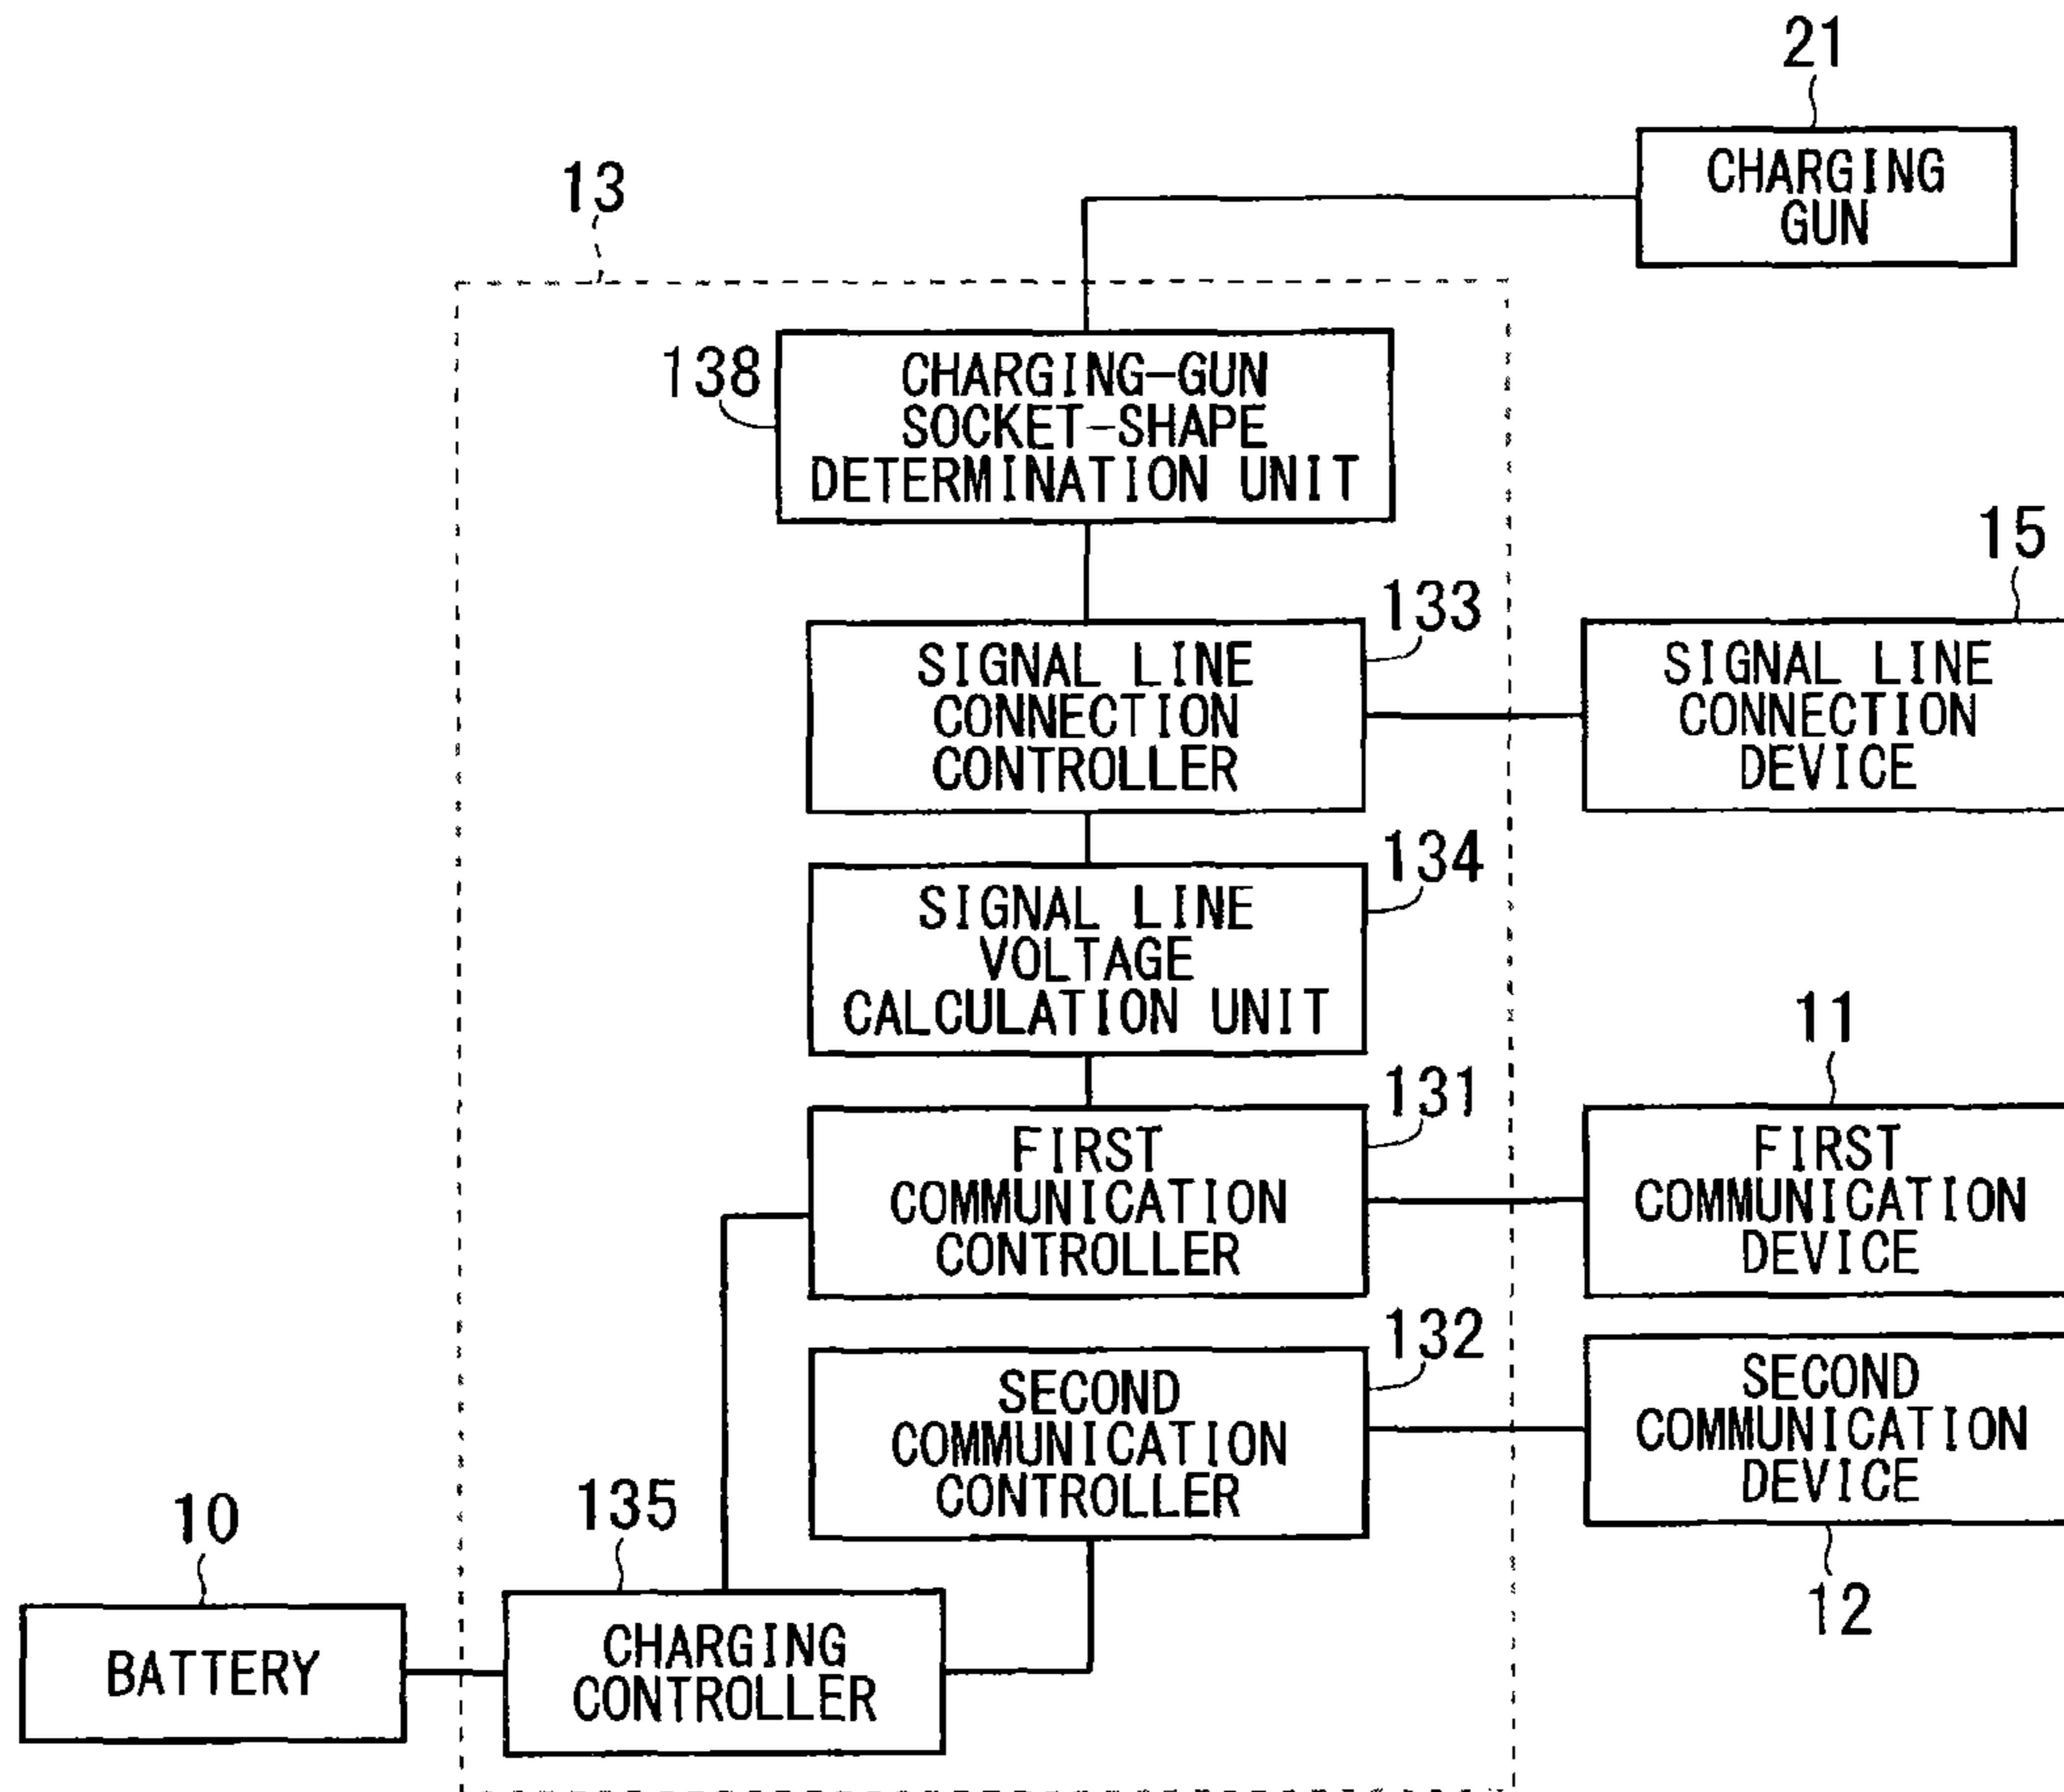 21
CHARGING
GUN
13
138
CHARGING-GUN
SOCKET-SHAPE
DETERMINATION UNIT
133
SIGNAL LINE
CONNECTION
CONTROLLER
15
SIGNAL LINE
CONNECTION
DEVICE
134
SIGNAL LINE
VOLTAGE
CALCULATION UNIT
131
FIRST
COMMUNICATION
CONTROLLER
11
FIRST
COMMUNICATION
DEVICE
132
SECOND
COMMUNICATION
CONTROLLER
SECOND
COMMUNICATION
DEVICE
12
135
CHARGING
CONTROLLER
10
BATTERY